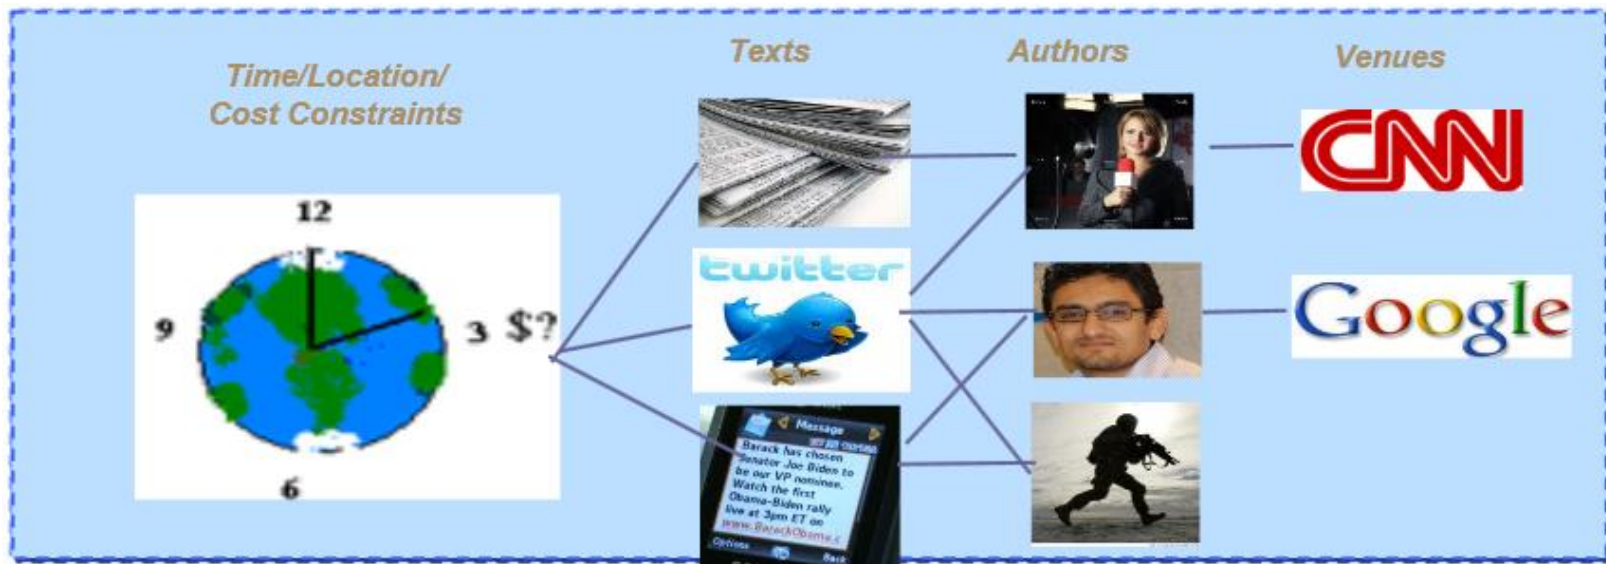 Time/Location/
Cost Constraints
Texts
Authors
Venues
12
9
3 $?
6
twitter
Message
Barack has chosen
Senator Joe Biden to
be our VP nominee.
Watch the first
Obama-Biden rally
live at 3pm ET on
www.BarackObama.c
Options
Back
CNN
Google